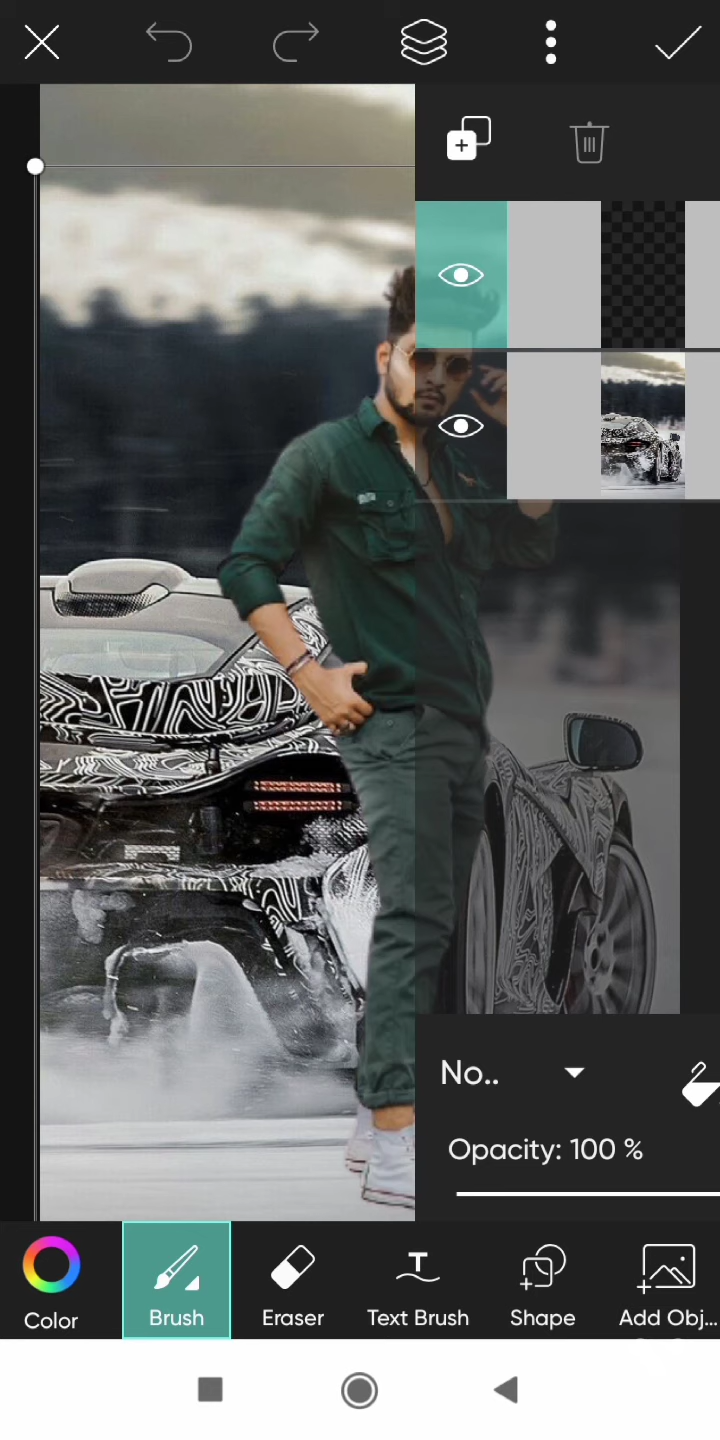 No..
Opacity: 100 %
Color
Brush
Eraser
T
Text Brush
Shape
Add Obj...